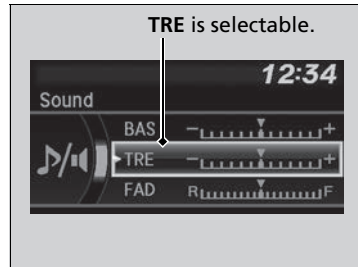 TRE is selectable.
12:34
Sound
BAS - +
TRE - +
FAD R F